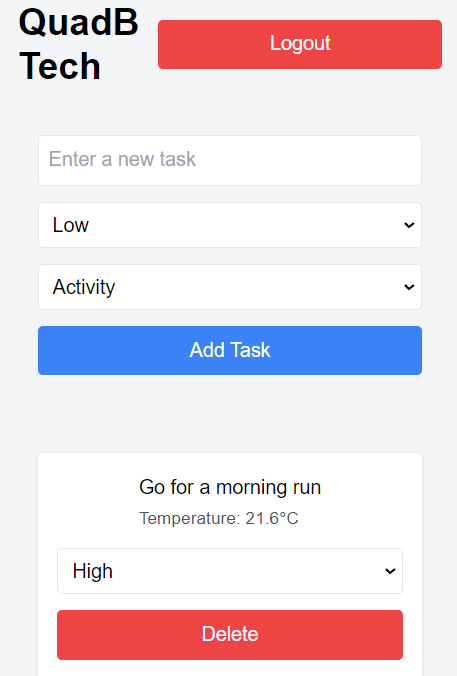 QuadB
Tech
Logout
Enter a new task
Low
Activity
Add Task
Go for a morning run
Temperature: 21.6°C
High
Delete